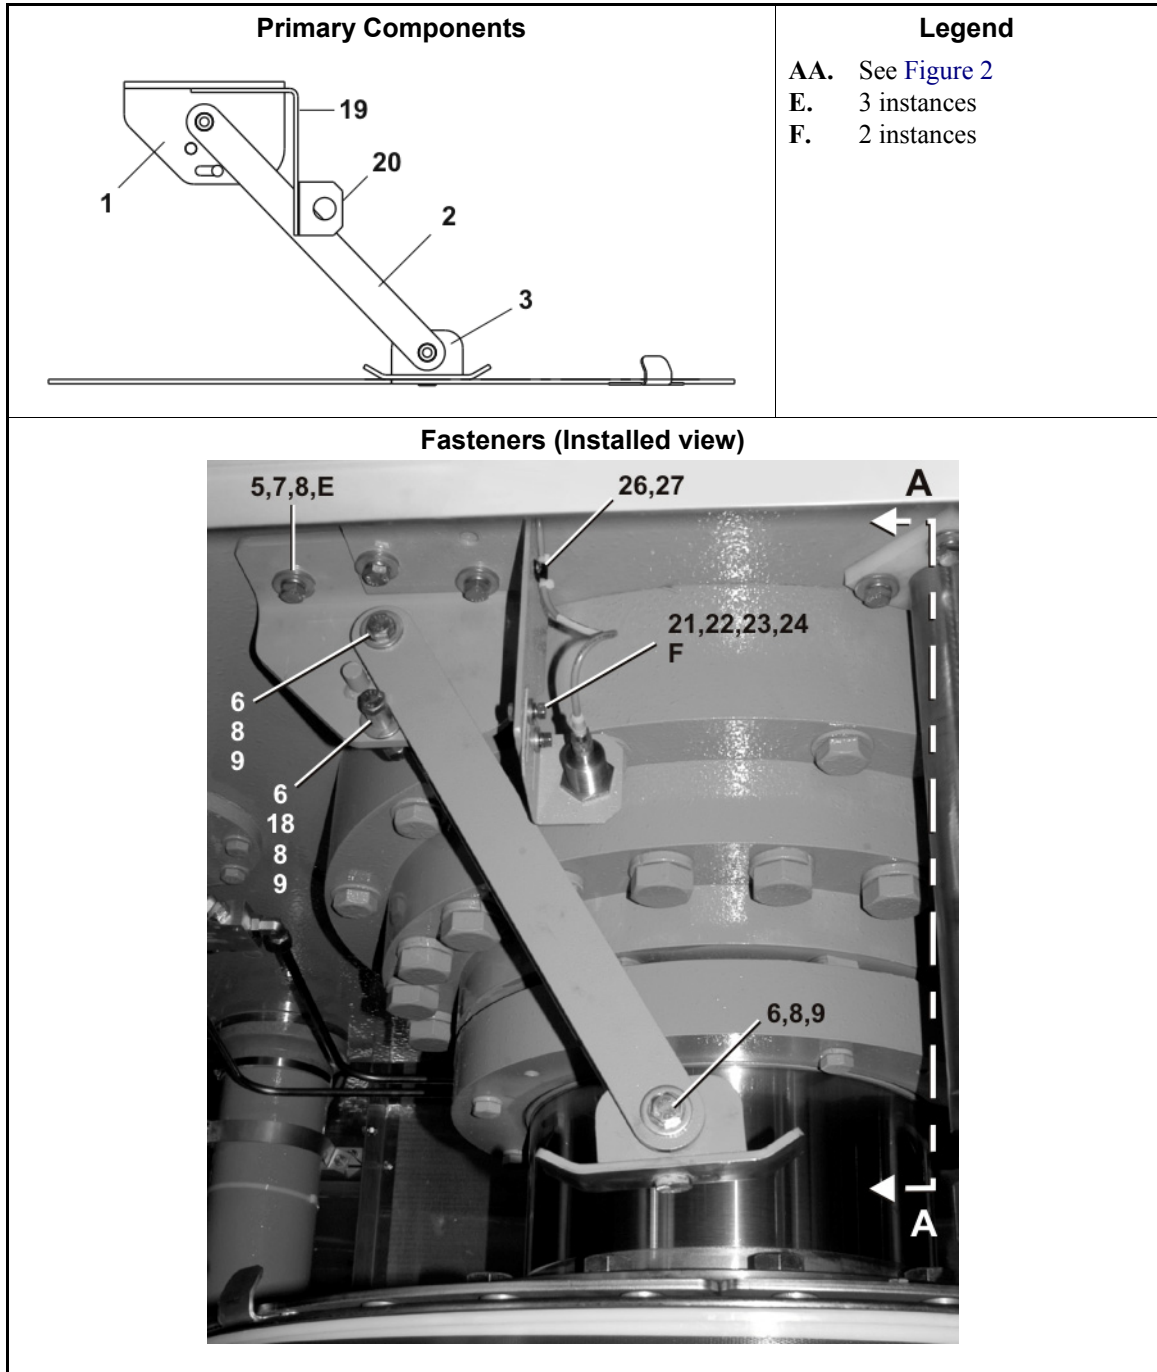 Primary Components
Legend
AA. See Figure 2
E. 3 instances
F. 2 instances
19
20
1
2
3
Fasteners (Installed view)
5,7,8,E
26,27
A
21,22,23,24
F
6
8
9
6
18
8
9
6,8,9
A